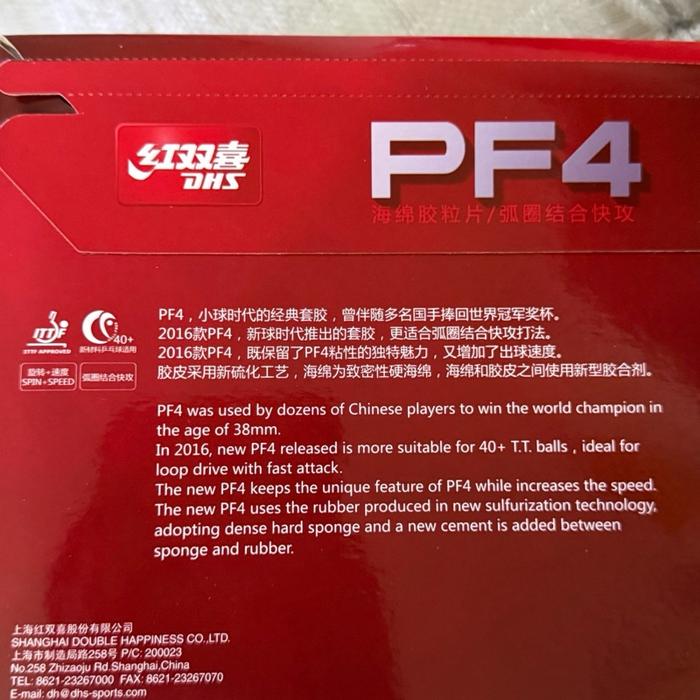 红双喜
DHS
PF4
海绵胶粒片/弧圈结合快攻
ITTF
ITTF APPROVED
40+
新材料乒乓球适用
旋转+速度
SPIN+SPEED
弧圈结合快攻
PF4，小球时代的经典套胶，曾伴随多名国手捧回世界冠军奖杯。
2016款PF4，新球时代推出的套胶，更适合弧圈结合快攻打法。
2016款PF4，既保留了PF4粘性的独特魅力，又增加了出球速度。
胶皮采用新硫化工艺，海绵为致密性硬海绵，海绵和胶皮之间使用新型胶合剂。
PF4 was used by dozens of Chinese players to win the world champion in
the age of 38mm.
In 2016, new PF4 released is more suitable for 40+ T.T. balls , ideal for
loop drive with fast attack.
The new PF4 keeps the unique feature of PF4 while increases the speed.
The new PF4 uses the rubber produced in new sulfurization technology,
adopting dense hard sponge and a new cement is added between
sponge and rubber.
上海红双喜股份有限公司
SHANGHAI DOUBLE HAPPINESS CO.,LTD.
上海市制造局路258号 P/C: 200023
No.258 Zhizaoju Rd.Shanghai,China
TEL: 8621-23267000 FAX: 8621-23267070
E-mail: dh@dhs-sports.com